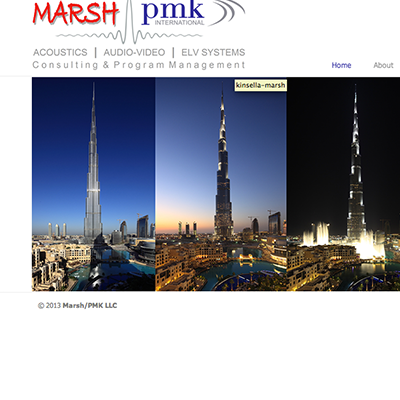 MARSH pmk
INTERNATIONAL
ACOUSTICS | AUDIO-VIDEO | ELV SYSTEMS
Consulting & Program Management
Home About
kinsella-marsh
© 2013 Marsh/PMK LLC